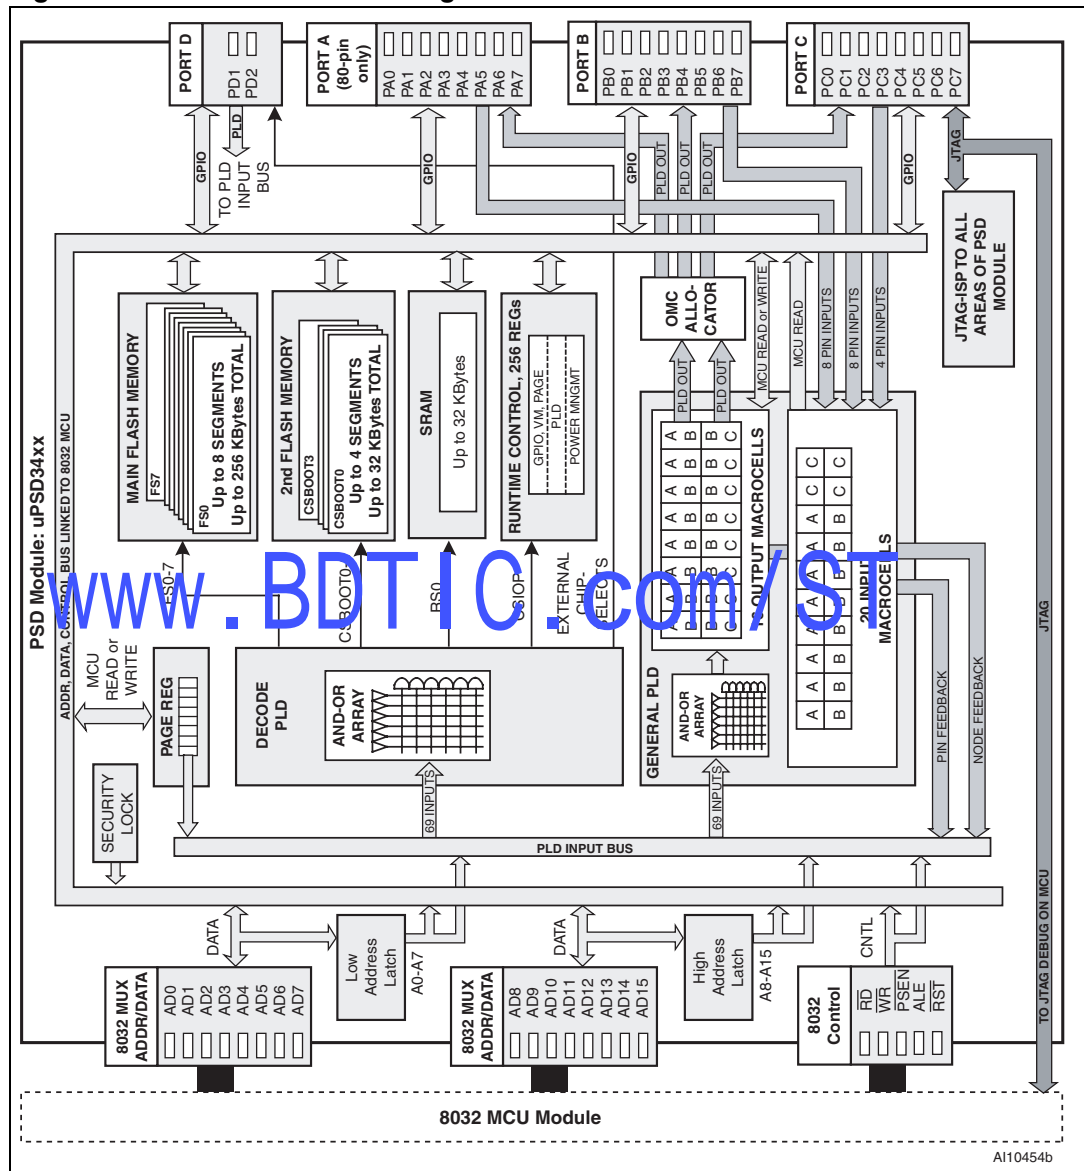 PORT D
PD1
PD2
PORT A
(80-pin
only)
PA0
PA1
PA2
PA3
PA4
PA5
PA6
PA7
PORT B
PB0
PB1
PB2
PB3
PB4
PB5
PB6
PB7
PORT C
PC0
PC1
PC2
PC3
PC4
PC5
PC6
PC7
GPIO
PLD
TO PLD
INPUT
BUS
GPIO
PLD OUT
GPIO
PLD OUT
PLD OUT
GPIO
JTAG
JTAG-ISP TO ALL
AREAS OF PSD
MODULE
OMC
ALLO-
CATOR
MCU READ or WRITE
MCU READ
8 PIN INPUTS
8 PIN INPUTS
4 PIN INPUTS
PSD Module: uPSD34xx
ADDR, DATA, CONTROL BUS LINKED TO 8032 MCU
MAIN FLASH MEMORY
FS7
FS0
Up to 8 SEGMENTS
Up to 256 KBytes TOTAL
2nd FLASH MEMORY
CSBOOT3
CSBOOT0
Up to 4 SEGMENTS
Up to 32 KBytes TOTAL
SRAM
Up to 32 KBytes
RUNTIME CONTROL, 256 REGs
GPIO, VM, PAGE
PLD
POWER MNGMT
PLD OUT
PLD OUT
A A A A A A A A
B B B B B B B B
B B B B B B B B
C C C C C C C C
OUTPUT MACROCELLS
A A A A A A A A C C
B B B B B B B B C C
20 INPUT
MACROCELLS
FS0-7
RS0
CSIOP
EXTERNAL
CHIP-
SELECTS
www.BDTIC.com/ST
MCU
READ or
WRITE
PAGE REG
DECODE
PLD
AND-OR
ARRAY
GENERAL PLD
AND-OR
ARRAY
PIN FEEDBACK
NODE FEEDBACK
JTAG
SECURITY
LOCK
69 INPUTS
69 INPUTS
PLD INPUT BUS
DATA
Low
Address
Latch
A0-A7
DATA
High
Address
Latch
A8-A15
CNTL
TO JTAG DEBUG ON MCU
8032 MUX
ADDR/DATA
AD0
AD1
AD2
AD3
AD4
AD5
AD6
AD7
8032 MUX
ADDR/DATA
AD8
AD9
AD10
AD11
AD12
AD13
AD14
AD15
8032
Control
RD
WR
PSEN
ALE
RST
8032 MCU Module
AI10454b